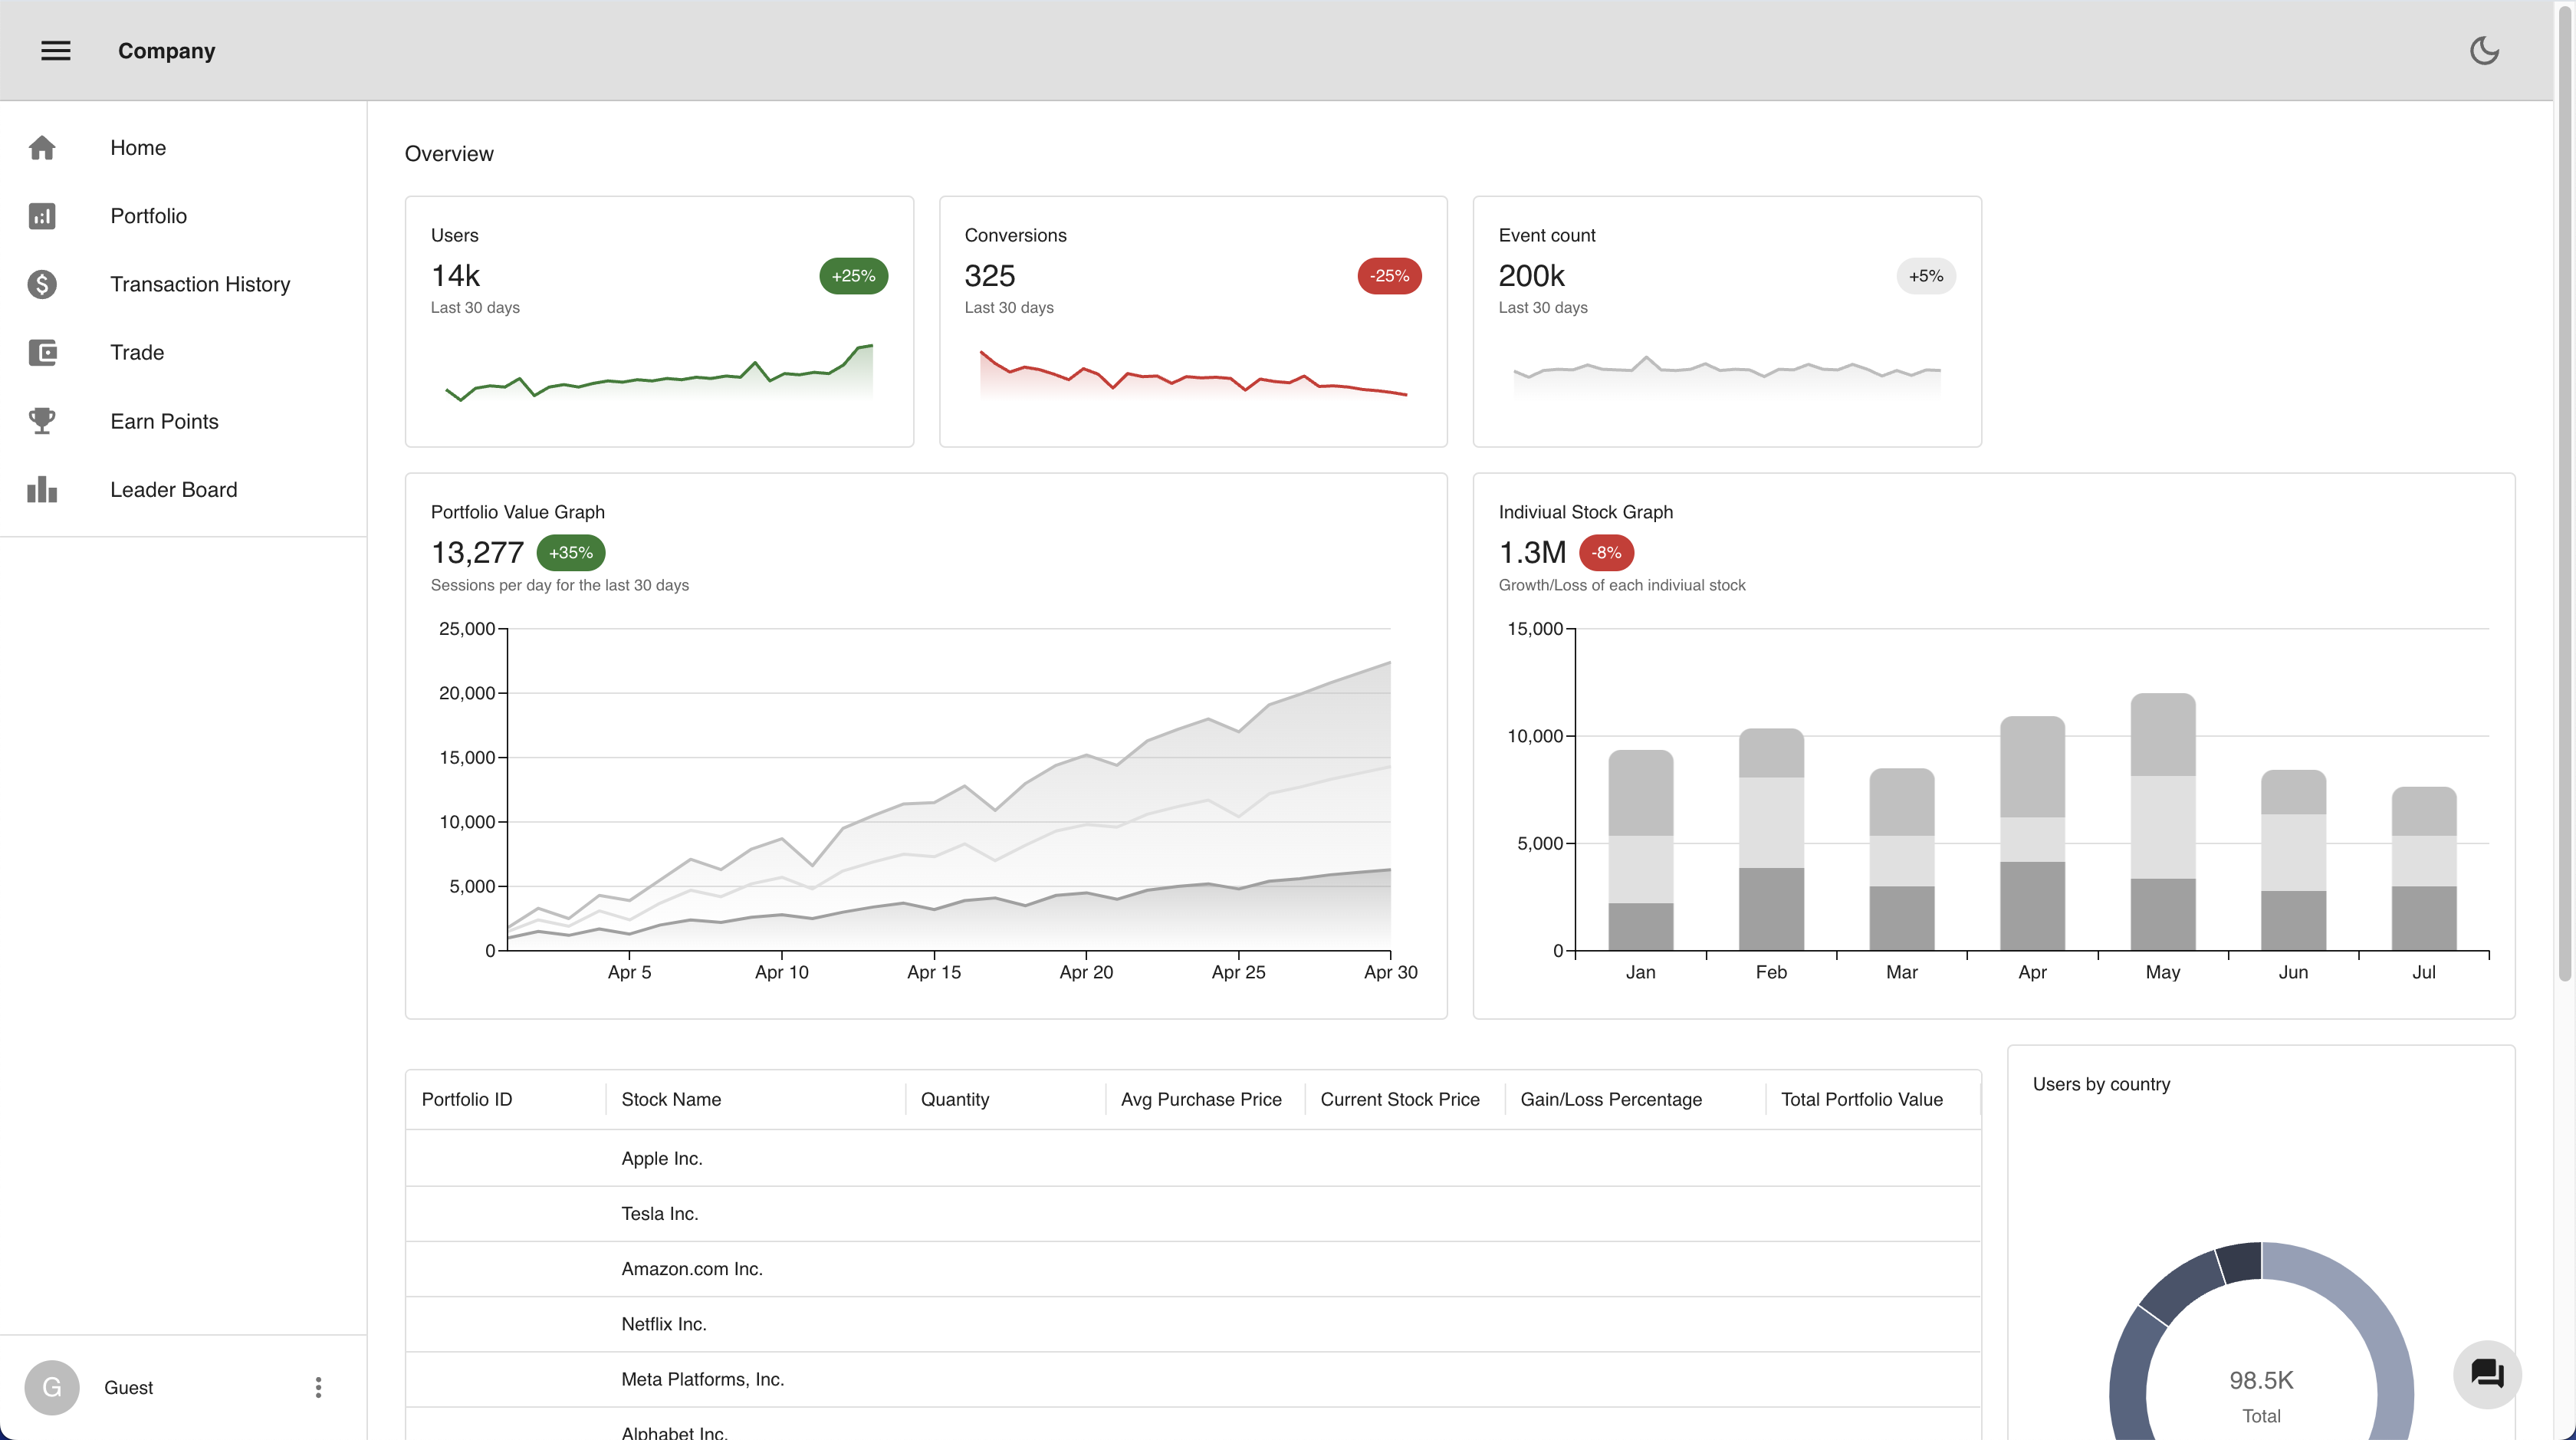 Company
Home
Portfolio
Transaction History
Trade
Earn Points
Leader Board
G
Guest
Overview
Users
14k
+25%
Last 30 days
Conversions
325
-25%
Last 30 days
Event count
200k
+5%
Last 30 days
Portfolio Value Graph
13,277
+35%
Sessions per day for the last 30 days
25,000
20,000
15,000
10,000
5,000
0
Apr 5
Apr 10
Apr 15
Apr 20
Apr 25
Apr 30
Indiviual Stock Graph
1.3M
-8%
Growth/Loss of each indiviual stock
15,000
10,000
5,000
0
Jan
Feb
Mar
Apr
May
Jun
Jul
Portfolio ID
Stock Name
Quantity
Avg Purchase Price
Current Stock Price
Gain/Loss Percentage
Total Portfolio Value
Apple Inc.
Tesla Inc.
Amazon.com Inc.
Netflix Inc.
Meta Platforms, Inc.
Alphabet Inc.
Users by country
98.5K
Total